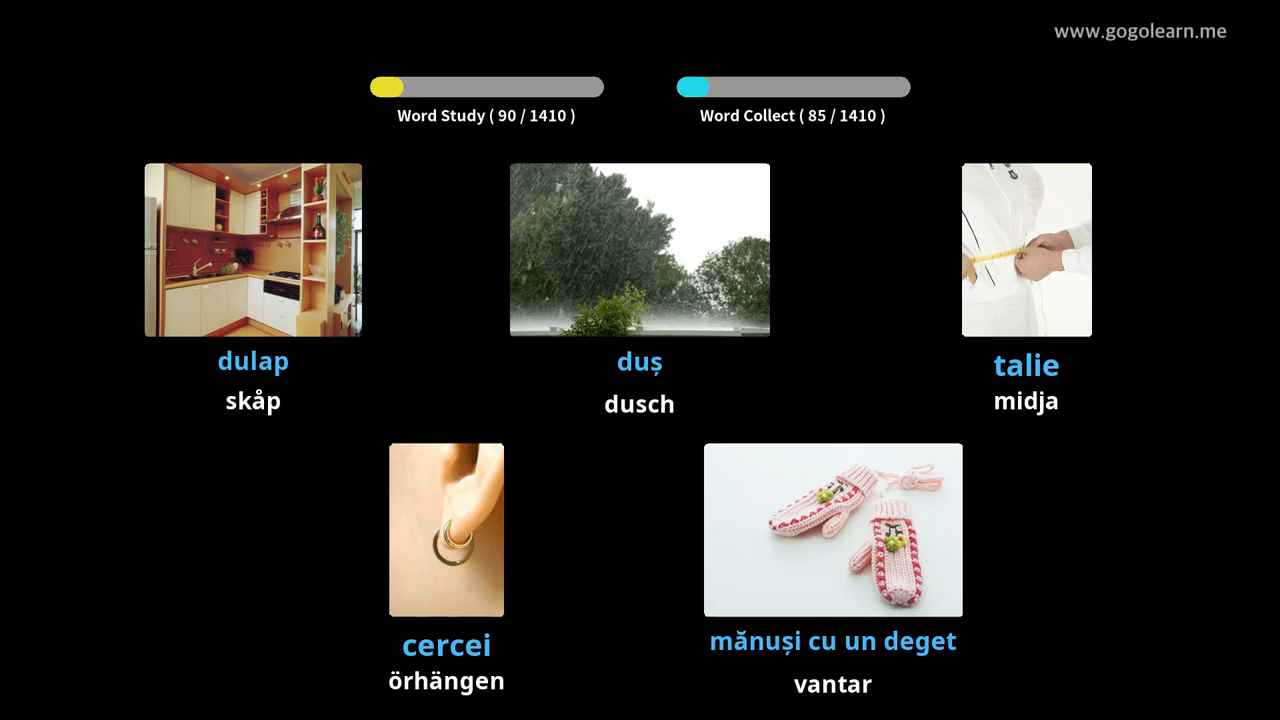 www.gogolearn.me
Word Study ( 90 / 1410 )
Word Collect ( 85 / 1410 )
dulap
skåp
duș
dusch
talie
midja
cercei
örhängen
mănuși cu un deget
vantar